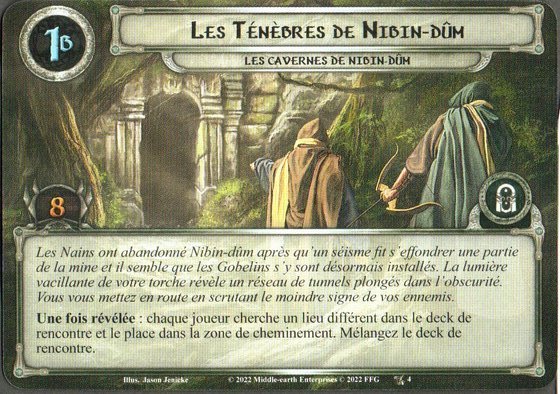 1B
LES TÉNÈBRES DE NIBIN-DÛM
LES CAVERNES DE NIBIN-DÛM
8
Les Nains ont abandonné Nibin-dûm après qu'un séisme fit s'effondrer une partie
de la mine et il semble que les Gobelins s'y sont désormais installés. La lumière
vacillante de votre torche révèle un réseau de tunnels plongés dans l'obscurité.
Vous vous mettez en route en scrutant le moindre signe de vos ennemis.
Une fois révélée : chaque joueur cherche un lieu différent dans le deck de
rencontre et le place dans la zone de cheminement. Mélangez le deck de
rencontre.
Illus. Jason Jenicke © 2022 Middle-earth Enterprises © 2022 FFG 4